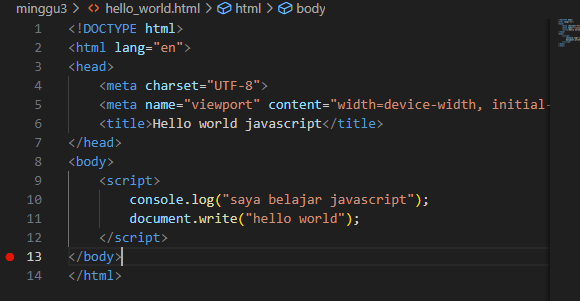 minggu3 > <> hello_world.html > html > body
1 <!DOCTYPE html>
2 <html lang="en">
3 <head>
4     <meta charset="UTF-8">
5     <meta name="viewport" content="width=device-width, initial-
6     <title>Hello world javascript</title>
7 </head>
8 <body>
9     <script>
10         console.log("saya belajar javascript");
11         document.write("hello world");
12     </script>
13 </body>
14 </html>